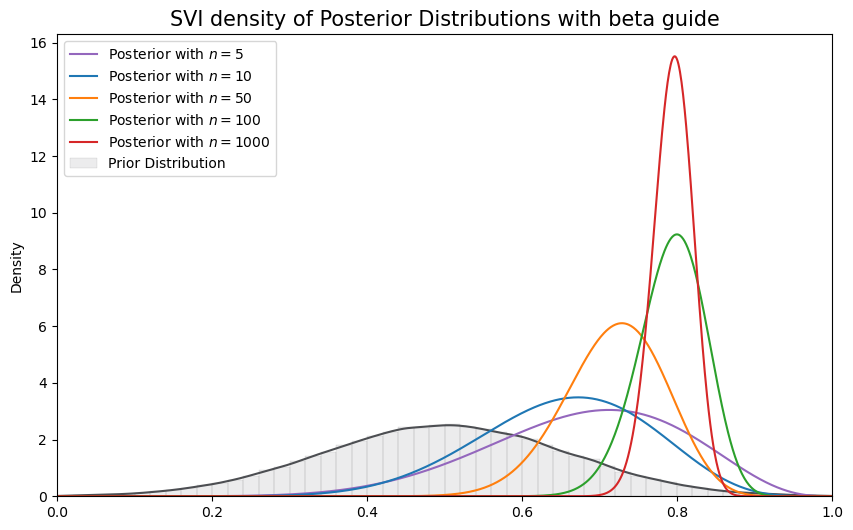 SVI density of Posterior Distributions with beta guide
Posterior with n = 5
Posterior with n = 10
Posterior with n = 50
Posterior with n = 100
Posterior with n = 1000
Prior Distribution
Density
16
14
12
10
8
6
4
2
0
0.0 0.2 0.4 0.6 0.8 1.0